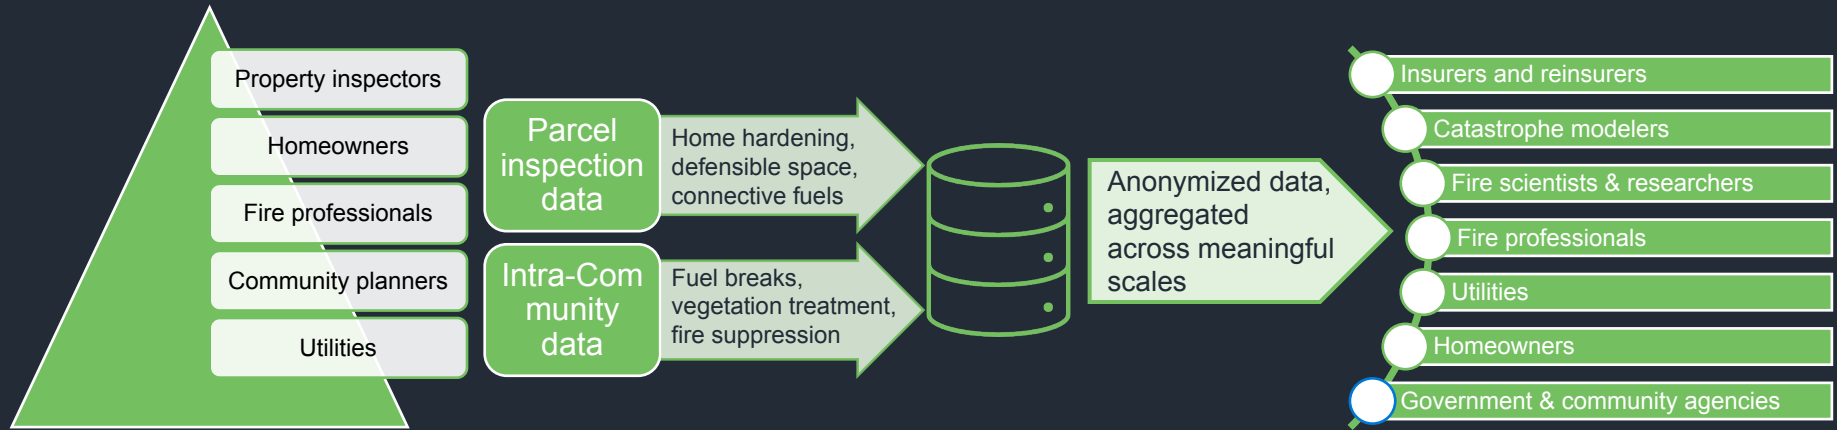 Property inspectors
Homeowners
Fire professionals
Community planners
Utilities
Parcel
inspection
data
Home hardening,
defensible space,
connective fuels
Intra-Com
munity
data
Fuel breaks,
vegetation treatment,
fire suppression
Anonymized data,
aggregated
across meaningful
scales
Insurers and reinsurers
Catastrophe modelers
Fire scientists & researchers
Fire professionals
Utilities
Homeowners
Government & community agencies